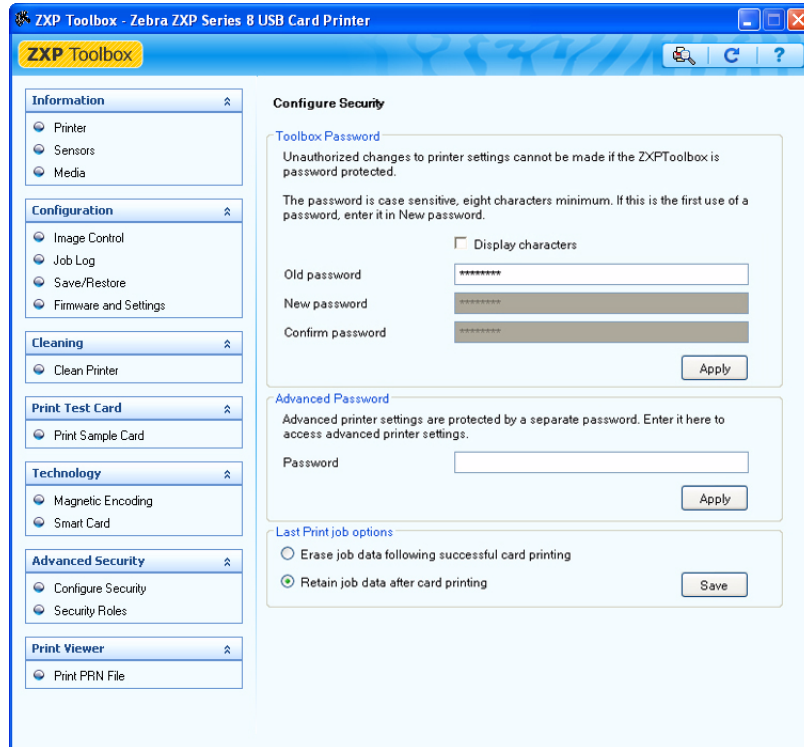 ZXP Toolbox - Zebra ZXP Series 8 USB Card Printer
ZXP Toolbox
?
Information
Printer
Sensors
Media
Configuration
Image Control
Job Log
Save/Restore
Firmware and Settings
Cleaning
Clean Printer
Print Test Card
Print Sample Card
Technology
Magnetic Encoding
Smart Card
Advanced Security
Configure Security
Security Roles
Print Viewer
Print PRN File
Configure Security
Toolbox Password
Unauthorized changes to printer settings cannot be made if the ZXPToolbox is
password protected.
The password is case sensitive, eight characters minimum. If this is the first use of a
password, enter it in New password.
Display characters
Old password ********
New password ********
Confirm password ********
Apply
Advanced Password
Advanced printer settings are protected by a separate password. Enter it here to
access advanced printer settings.
Password
Apply
Last Print job options
Erase job data following successful card printing
Retain job data after card printing
Save